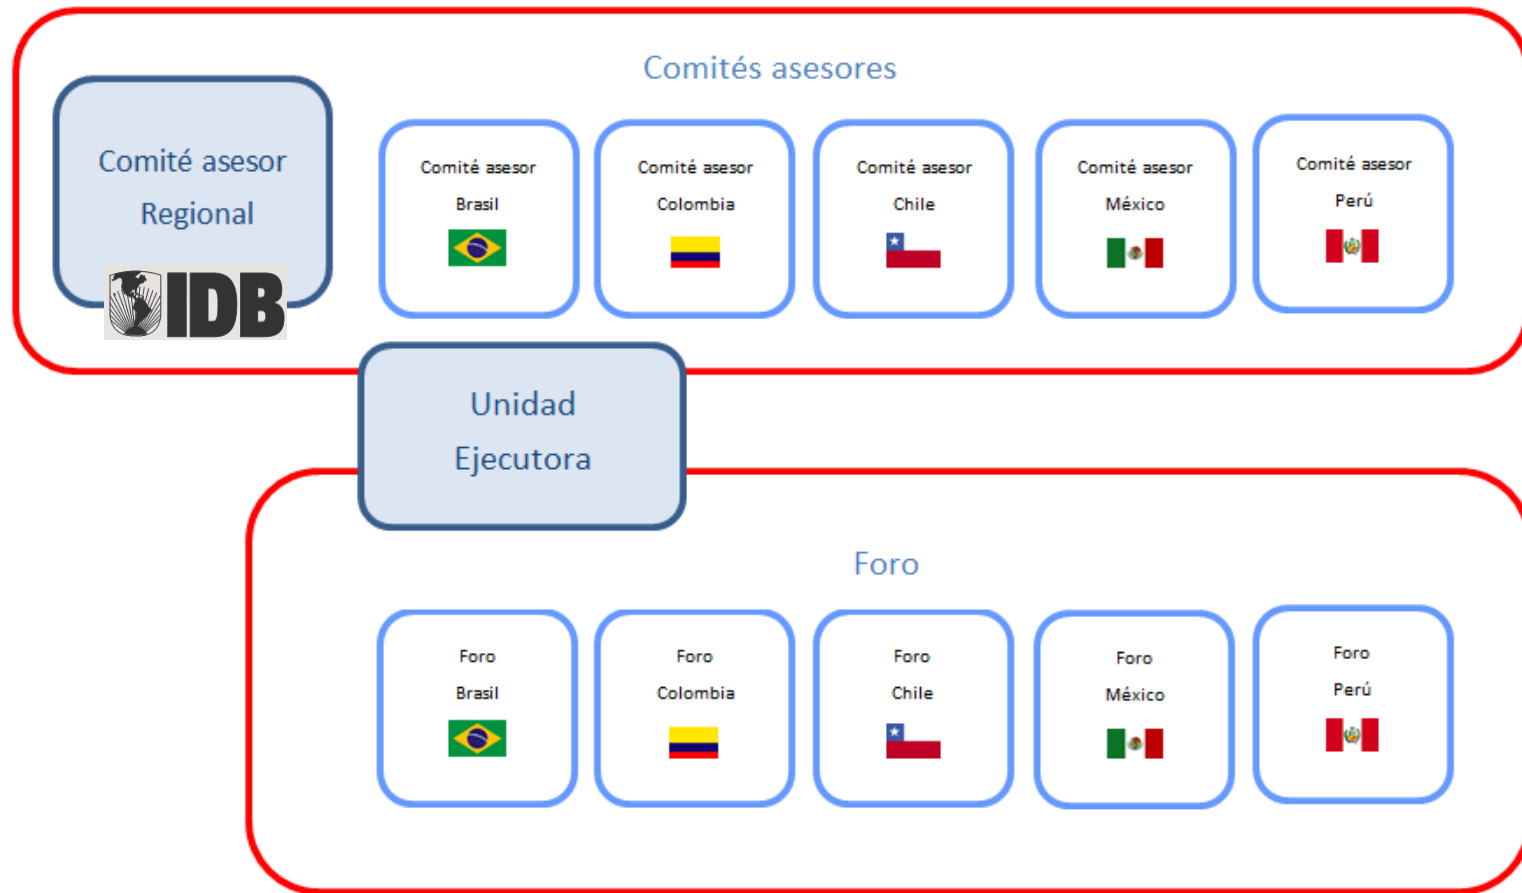 Comités asesores
Comité asesor
Regional
IDB
Comité asesor
Brasil
Comité asesor
Colombia
Comité asesor
Chile
Comité asesor
México
Comité asesor
Perú
Unidad
Ejecutora
Foro
Foro
Brasil
Foro
Colombia
Foro
Chile
Foro
México
Foro
Perú